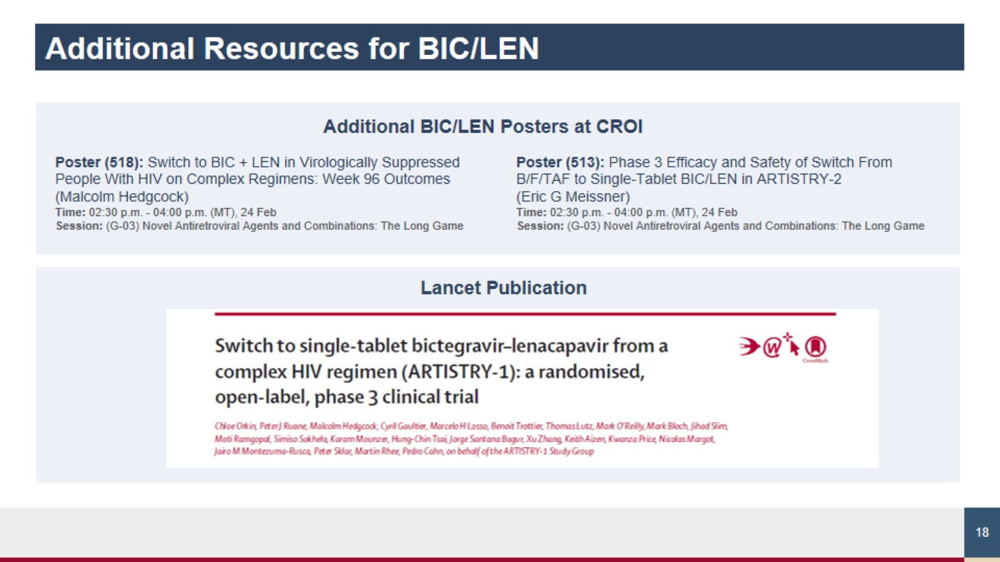 Additional Resources for BIC/LEN
Additional BIC/LEN Posters at CROI
Poster (518): Switch to BIC + LEN in Virologically Suppressed
People With HIV on Complex Regimens: Week 96 Outcomes
(Malcolm Hedgcock)
Time: 02:30 p.m. - 04:00 p.m. (MT), 24 Feb
Session: (G-03) Novel Antiretroviral Agents and Combinations: The Long Game
Poster (513): Phase 3 Efficacy and Safety of Switch From
B/F/TAF to Single-Tablet BIC/LEN in ARTISTRY-2
(Eric G Meissner)
Time: 02:30 p.m. - 04:00 p.m. (MT), 24 Feb
Session: (G-03) Novel Antiretroviral Agents and Combinations: The Long Game
Lancet Publication
Switch to single-tablet bictegravir–lenacapavir from a
complex HIV regimen (ARTISTRY-1): a randomised,
open-label, phase 3 clinical trial
CrossMark
Chloe Orkin, Peter J Ruane, Malcolm Hedgcock, Cyril Gaultier, Marcelo H Losso, Benoit Trottier, Thomas Lutz, Mark O'Reilly, Mark Bloch, Jihad Slim,
Moti Ramgopal, Simiso Sokhela, Karam Mounzer, Hung-Chin Tsai, Jorge Santana Bagur, Xu Zhang, Keith Aizen, Kwanza Price, Nicolas Margot,
Jairo M Montezuma-Rusca, Peter Sklar, Martin Rhee, Pedro Cahn, on behalf of the ARTISTRY-1 Study Group
18